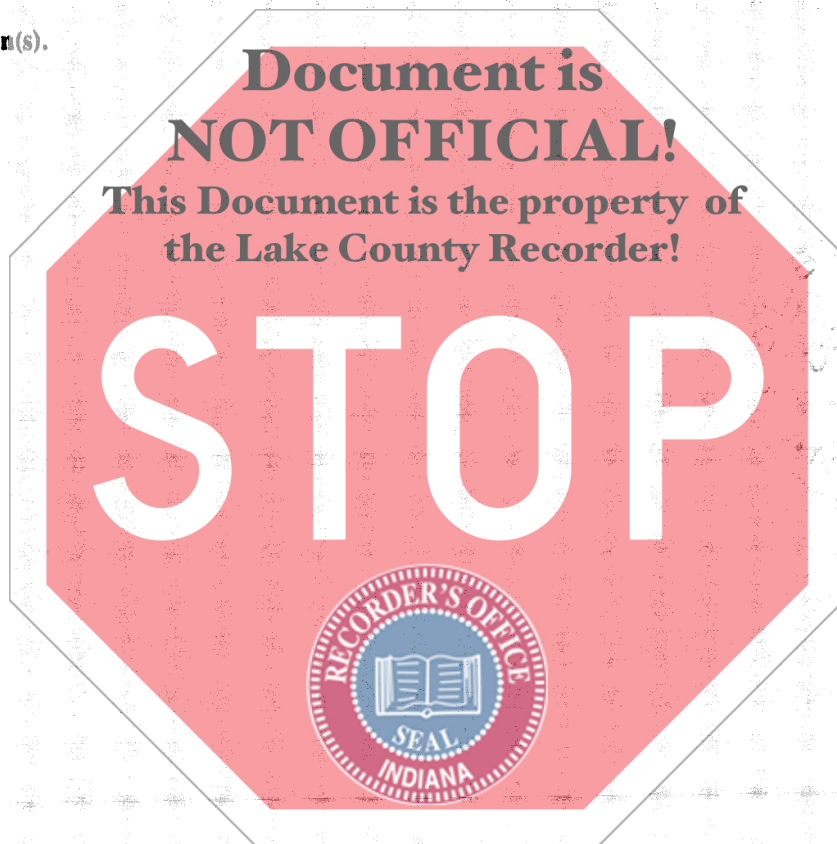 n(s).
Document is
NOT OFFICIAL!
This Document is the property of
the Lake County Recorder!
STOP
RECORDER'S OFFICE
SEAL
INDIANA